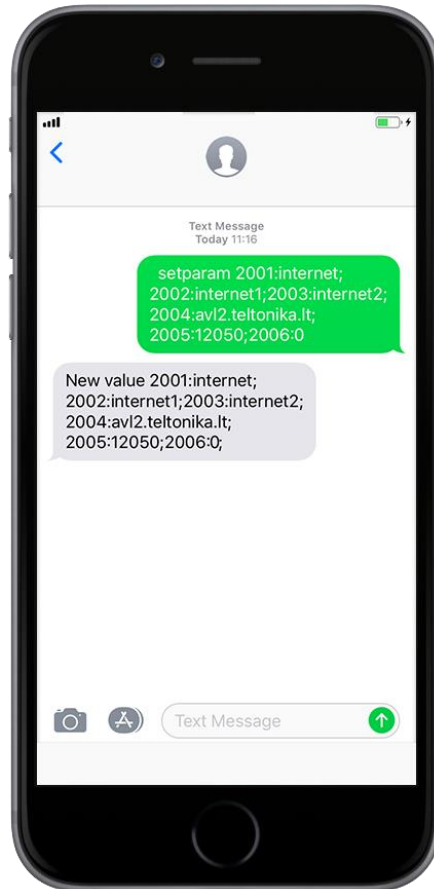 Text Message
Today 11:16
setparam 2001:internet;
2002:internet1;2003:internet2;
2004:avl2.teltonika.lt;
2005:12050;2006:0
New value 2001:internet;
2002:internet1;2003:internet2;
2004:avl2.teltonika.lt;
2005:12050;2006:0;
Text Message